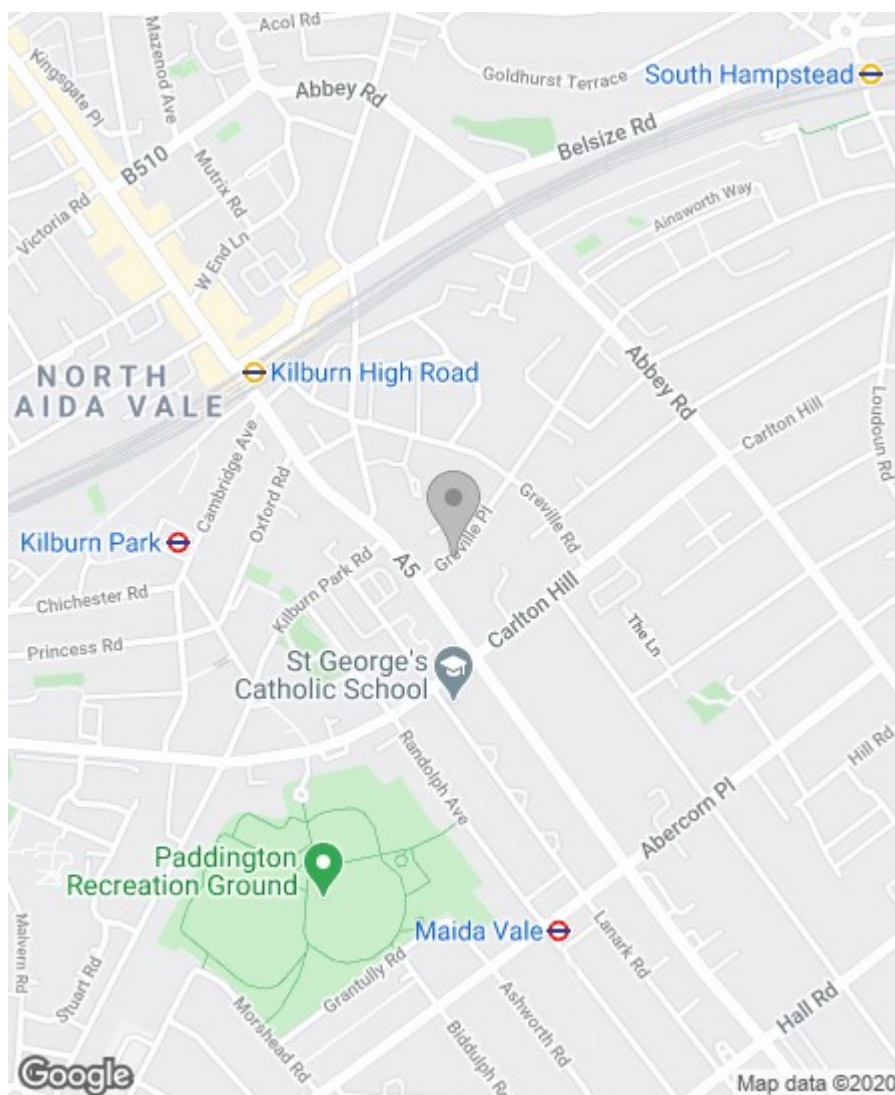 Acol Rd
Mazenod Ave
Kingsgate Pl
Goldhurst Terrace
South Hampstead
Abbey Rd
Belsize Rd
B510
Mutrix Rd
Victoria Rd
Ainsworth Way
W End Ln
Abbey Rd
Kilburn High Road
NORTH
AIDA VALE
Loudoun Rd
Carlton Hill
Cambridge Ave
Oxford Rd
Greville Rd
Greville Pl
Kilburn Park
A5
Kilburn Park Rd
Chichester Rd
Carlton Hill
The Ln
Princess Rd
St George's
Catholic School
Randolph Ave
Hill Rd
Abercorn Pl
Paddington
Recreation Ground
Maida Vale
Lanark Rd
Malvern Rd
Stuart Rd
Grantully Rd
Ashworth Rd
Hall Rd
Morshead Rd
Biddulph Rd
Google
Map data ©2020